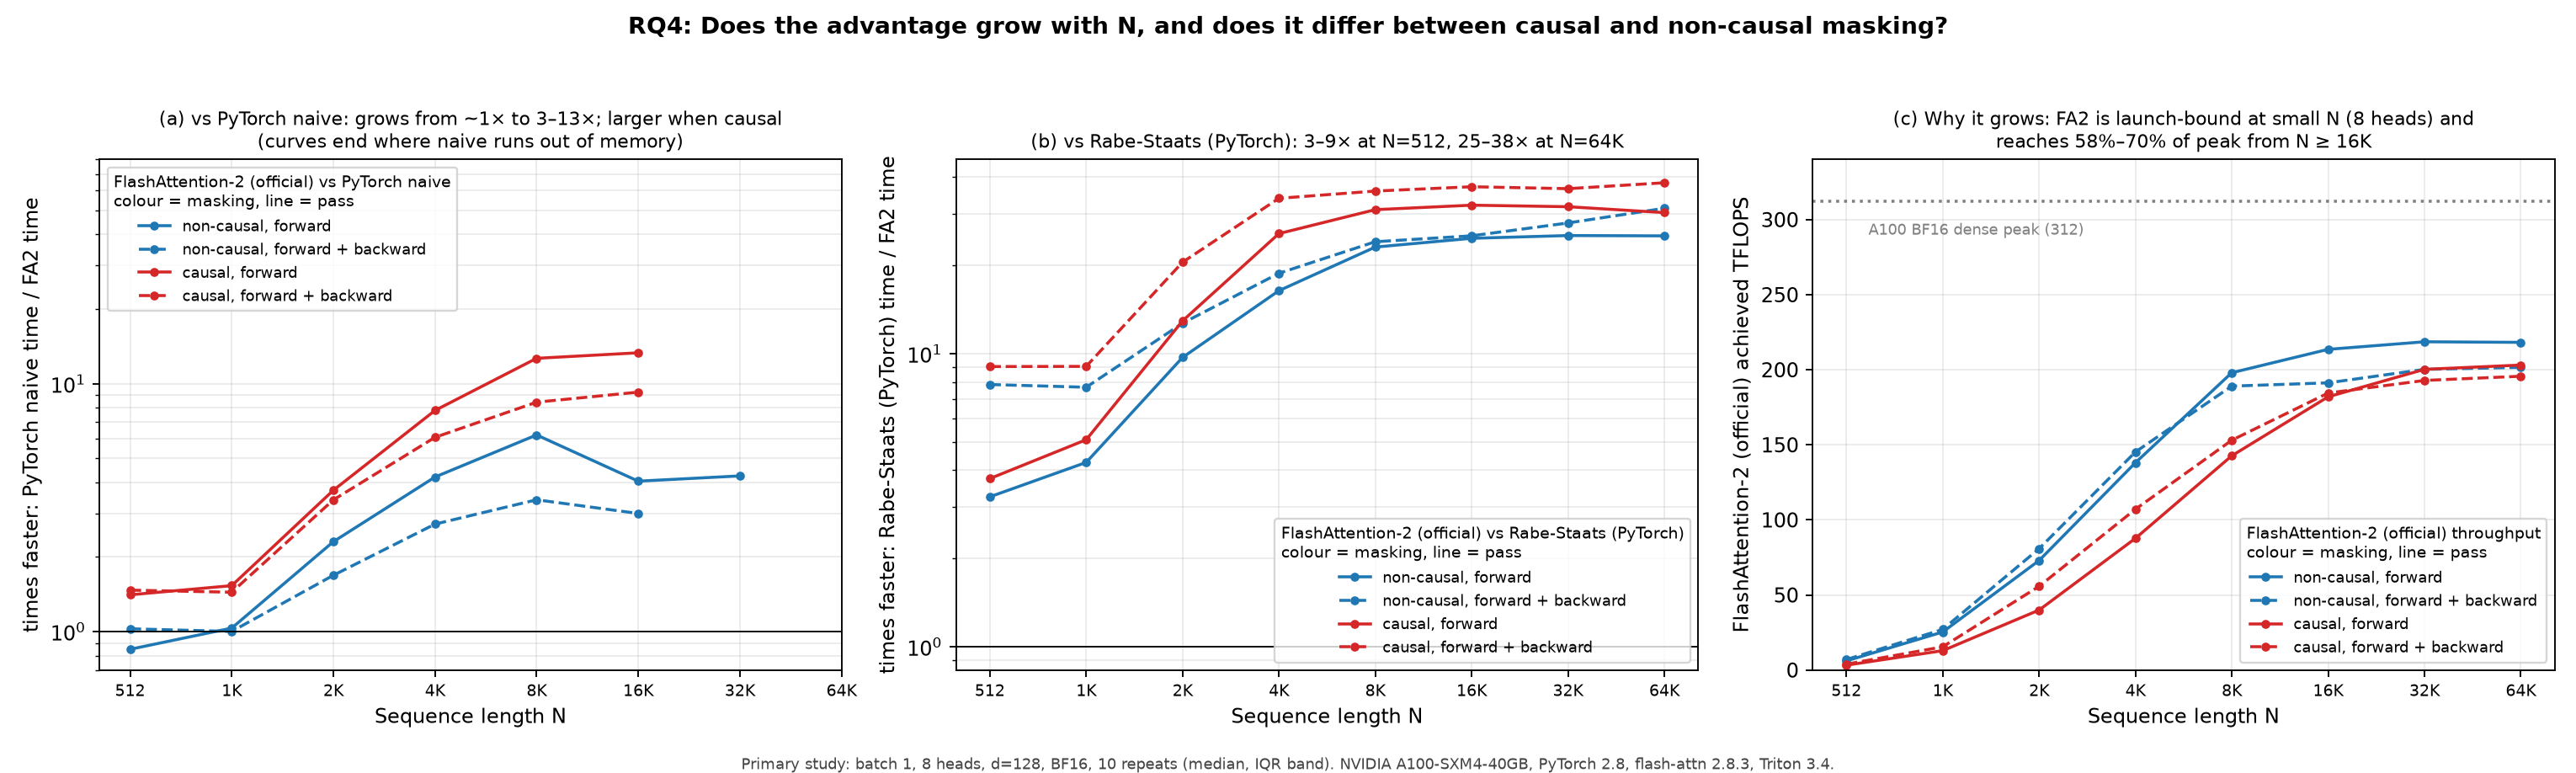 RQ4: Does the advantage grow with N, and does it differ between causal and non-causal masking?
(a) vs PyTorch naive: grows from ~1× to 3–13×; larger when causal
(curves end where naive runs out of memory)
times faster: PyTorch naive time / FA2 time
FlashAttention-2 (official) vs PyTorch naive
colour = masking, line = pass
non-causal, forward
non-causal, forward + backward
causal, forward
causal, forward + backward
10¹
10⁰
512 1K 2K 4K 8K 16K 32K 64K
Sequence length N
(b) vs Rabe-Staats (PyTorch): 3–9× at N=512, 25–38× at N=64K
times faster: Rabe-Staats (PyTorch) time / FA2 time
10¹
10⁰
FlashAttention-2 (official) vs Rabe-Staats (PyTorch)
colour = masking, line = pass
non-causal, forward
non-causal, forward + backward
causal, forward
causal, forward + backward
512 1K 2K 4K 8K 16K 32K 64K
Sequence length N
(c) Why it grows: FA2 is launch-bound at small N (8 heads) and
reaches 58%–70% of peak from N ≥ 16K
FlashAttention-2 (official) achieved TFLOPS
300
A100 BF16 dense peak (312)
250
200
150
100
50
0
FlashAttention-2 (official) throughput
colour = masking, line = pass
non-causal, forward
non-causal, forward + backward
causal, forward
causal, forward + backward
512 1K 2K 4K 8K 16K 32K 64K
Sequence length N
Primary study: batch 1, 8 heads, d=128, BF16, 10 repeats (median, IQR band). NVIDIA A100-SXM4-40GB, PyTorch 2.8, flash-attn 2.8.3, Triton 3.4.